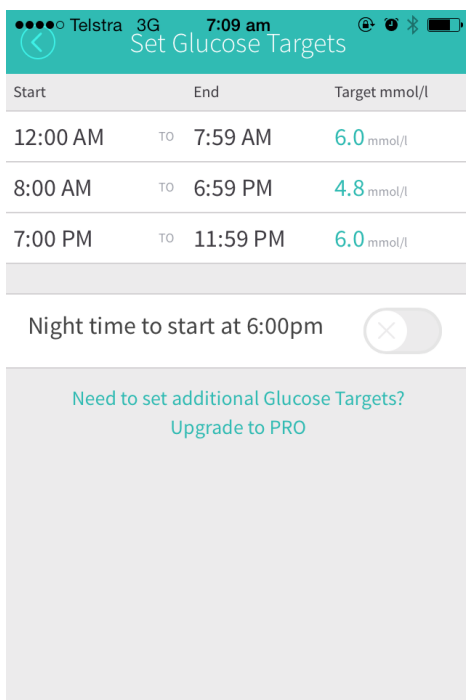 Telstra 3G 7:09 am
Set Glucose Targets
Start End Target mmol/l
12:00 AM TO 7:59 AM 6.0 mmol/l
8:00 AM TO 6:59 PM 4.8 mmol/l
7:00 PM TO 11:59 PM 6.0 mmol/l
Night time to start at 6:00pm
Need to set additional Glucose Targets?
Upgrade to PRO